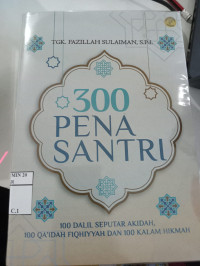 TGK. FAZILLAH SULAIMAN, S.Pd.
300
PENA
SANTRI
100 DALIL SEPUTAR AKIDAH,
100 QA'IDAH FIQHIYYAH DAN 100 KALAM HIKMAH
C.1